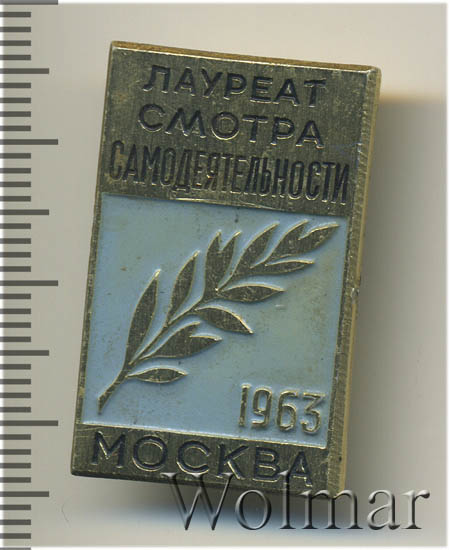 ЛАУРЕАТ
СМОТРА
САМОДЕЯТЕЛЬНОСТИ
1963
МОСКВА
Wolmar